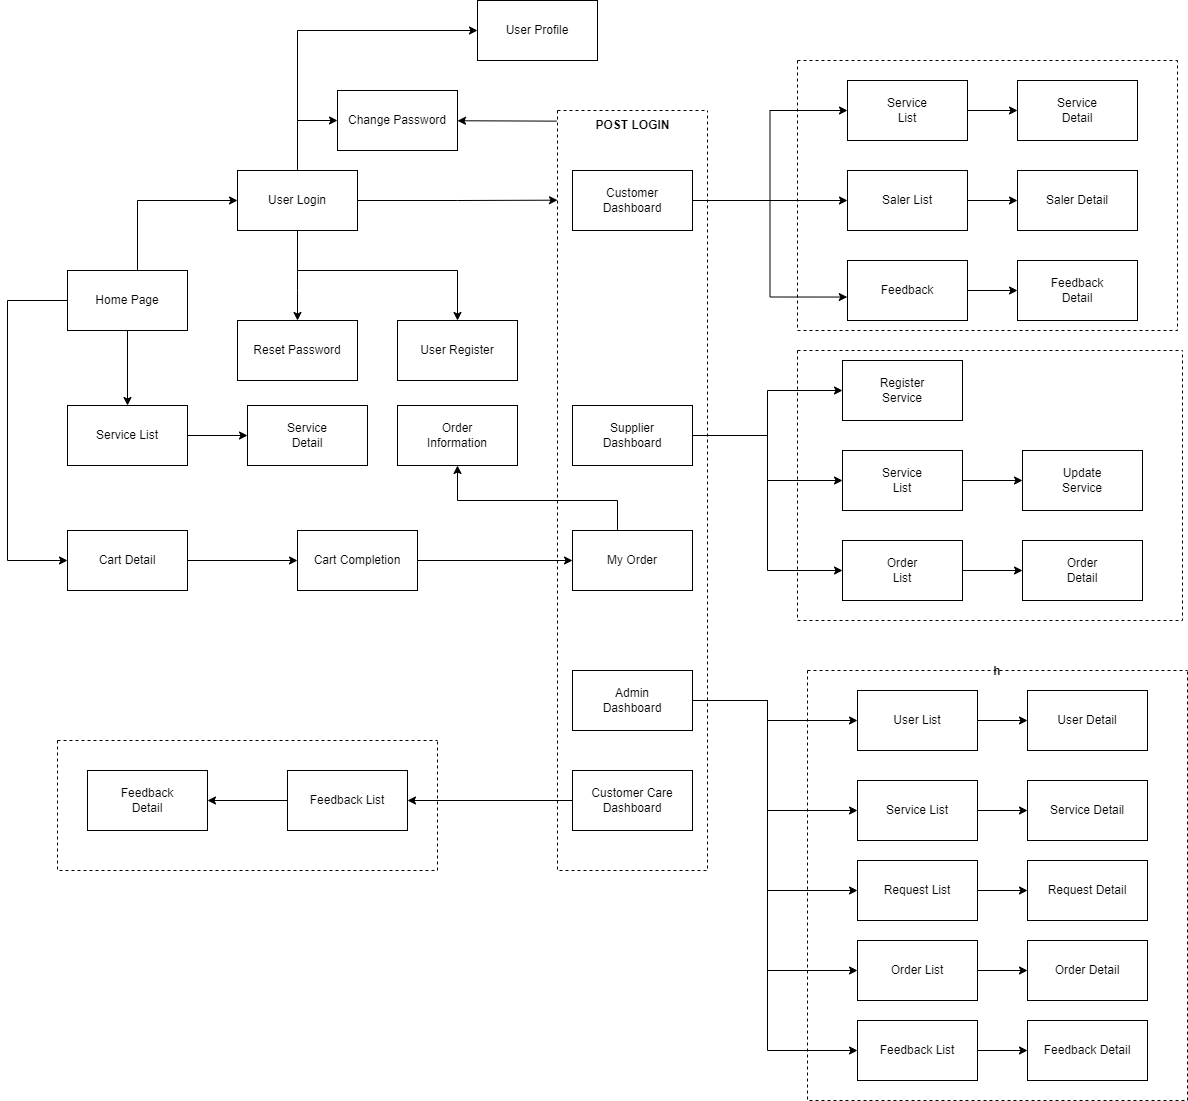 User Profile
Change Password
POST LOGIN
User Login
Customer
Dashboard
Service
List
Service
Detail
Saler List
Saler Detail
Feedback
Feedback
Detail
Home Page
Reset Password
User Register
Service List
Service
Detail
Order
Information
Supplier
Dashboard
Register
Service
Service
List
Update
Service
Order
List
Order
Detail
Cart Detail
Cart Completion
My Order
Admin
Dashboard
h
User List
User Detail
Service List
Service Detail
Request List
Request Detail
Order List
Order Detail
Feedback List
Feedback Detail
Feedback
Detail
Feedback List
Customer Care
Dashboard